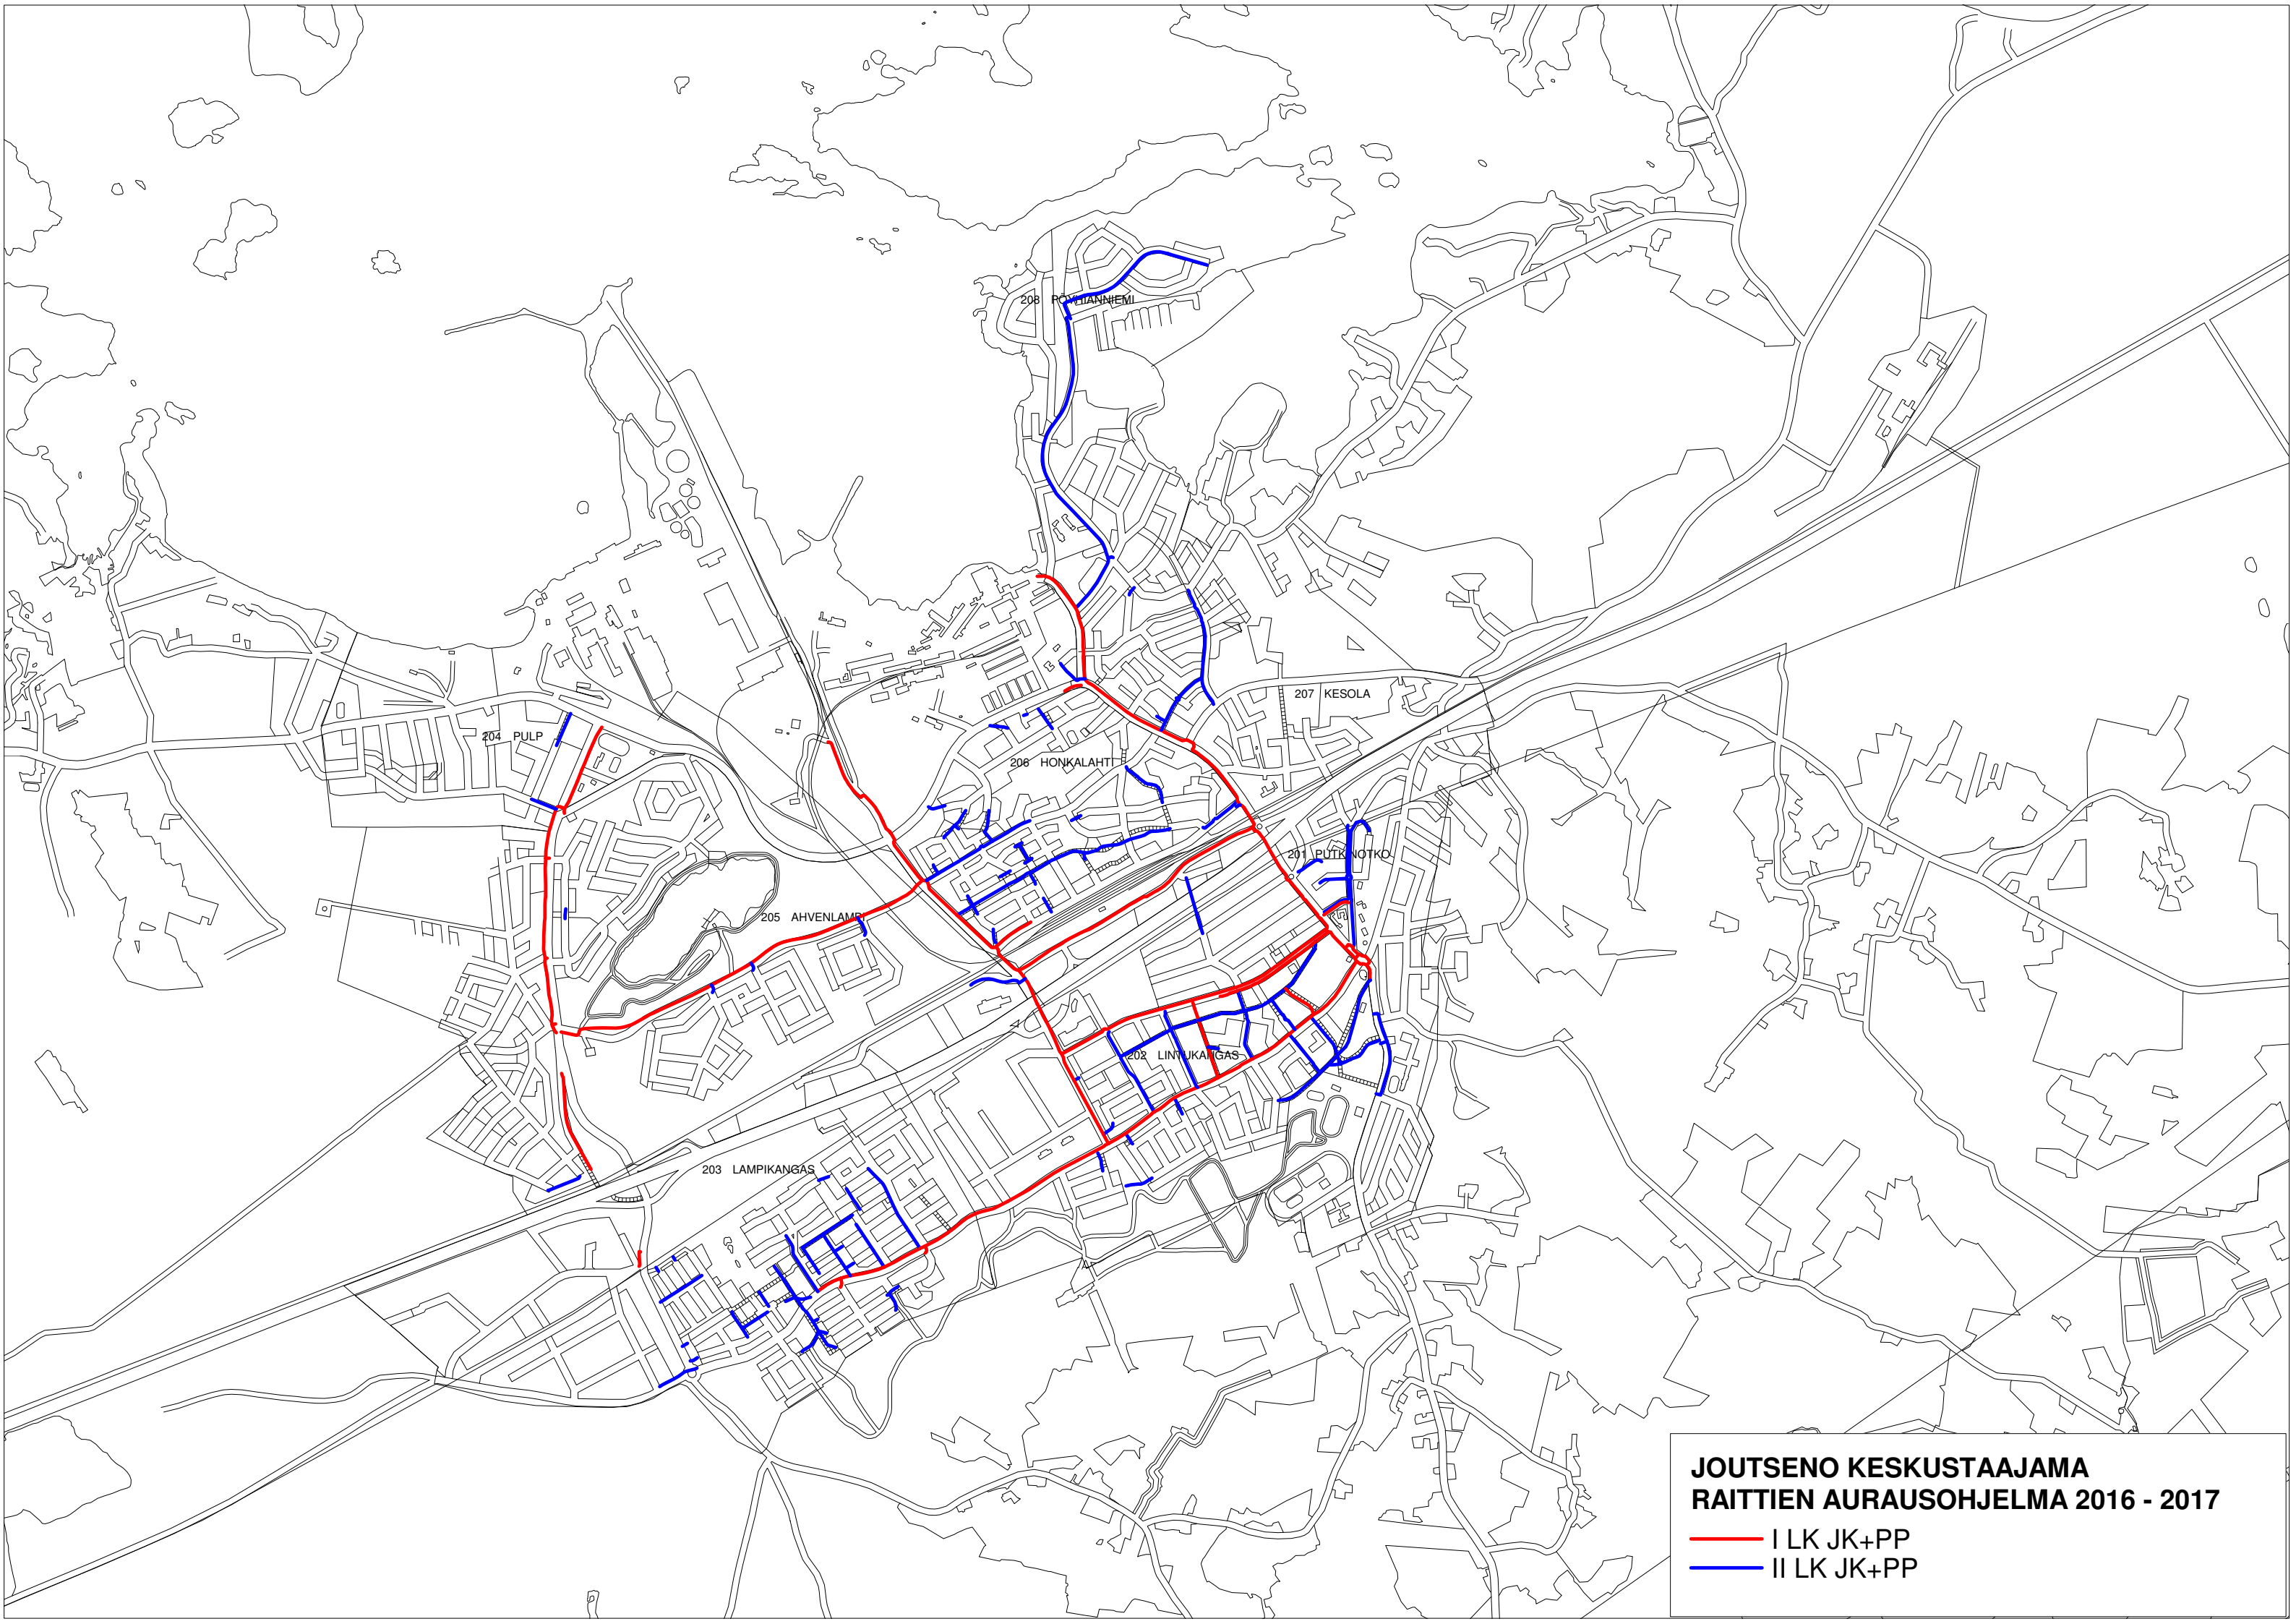 208 PÖYHIÄNNIEMI
207 KESOLA
204 PULP
206 HONKALAHTI
201 PUTKINOTKO
205 AHVENLAMPI
202 LINTUKANGAS
203 LAMPIKANGAS
JOUTSENO KESKUSTAAJAMA
RAITTIEN AURAUSOHJELMA 2016 - 2017
I LK JK+PP
II LK JK+PP